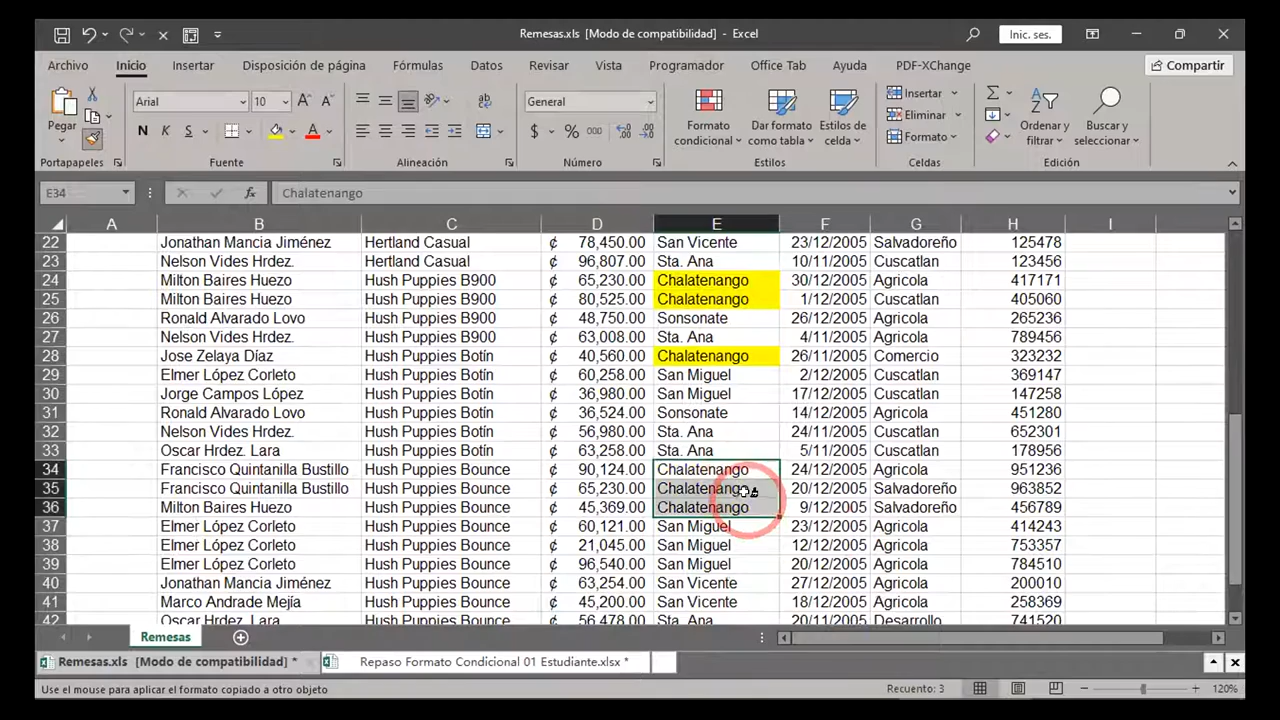 Remesas.xls [Modo de compatibilidad] - Excel
Inic. ses.
Archivo Inicio Insertar Disposición de página Fórmulas Datos Revisar Vista Programador Office Tab Ayuda PDF-XChange Compartir
Pegar
Arial 10
N K S
General
$ % 000
Formato condicional
Dar formato como tabla
Estilos de celda
Insertar
Eliminar
Formato
Ordenar y filtrar
Buscar y seleccionar
Portapapeles Fuente Alineación Número Estilos Celdas Edición
E34 fx Chalatenango
A B C D E F G H I
22 Jonathan Mancia Jiménez Hertland Casual ₡ 78,450.00 San Vicente 23/12/2005 Salvadoreño 125478
23 Nelson Vides Hrdez. Hertland Casual ₡ 96,807.00 Sta. Ana 10/11/2005 Cuscatlan 123456
24 Milton Baires Huezo Hush Puppies B900 ₡ 65,230.00 Chalatenango 30/12/2005 Agricola 417171
25 Milton Baires Huezo Hush Puppies B900 ₡ 80,525.00 Chalatenango 1/12/2005 Cuscatlan 405060
26 Ronald Alvarado Lovo Hush Puppies B900 ₡ 48,750.00 Sonsonate 26/12/2005 Agricola 265236
27 Nelson Vides Hrdez. Hush Puppies B900 ₡ 63,008.00 Sta. Ana 4/11/2005 Cuscatlan 789456
28 Jose Zelaya Díaz Hush Puppies Botín ₡ 40,560.00 Chalatenango 26/11/2005 Comercio 323232
29 Elmer López Corleto Hush Puppies Botín ₡ 60,258.00 San Miguel 2/12/2005 Cuscatlan 369147
30 Jorge Campos López Hush Puppies Botín ₡ 36,980.00 San Miguel 17/12/2005 Cuscatlan 147258
31 Ronald Alvarado Lovo Hush Puppies Botín ₡ 36,524.00 Sonsonate 14/12/2005 Agricola 451280
32 Nelson Vides Hrdez. Hush Puppies Botín ₡ 56,980.00 Sta. Ana 24/11/2005 Cuscatlan 652301
33 Oscar Hrdez. Lara Hush Puppies Botín ₡ 63,258.00 Sta. Ana 5/11/2005 Cuscatlan 178956
34 Francisco Quintanilla Bustillo Hush Puppies Bounce ₡ 90,124.00 Chalatenango 24/12/2005 Agricola 951236
35 Francisco Quintanilla Bustillo Hush Puppies Bounce ₡ 65,230.00 Chalatenango 20/12/2005 Salvadoreño 963852
36 Milton Baires Huezo Hush Puppies Bounce ₡ 45,369.00 Chalatenango 9/12/2005 Salvadoreño 456789
37 Elmer López Corleto Hush Puppies Bounce ₡ 60,121.00 San Miguel 23/12/2005 Agricola 414243
38 Elmer López Corleto Hush Puppies Bounce ₡ 21,045.00 San Miguel 12/12/2005 Agricola 753357
39 Elmer López Corleto Hush Puppies Bounce ₡ 96,540.00 San Miguel 20/12/2005 Agricola 784510
40 Jonathan Mancia Jiménez Hush Puppies Bounce ₡ 63,254.00 San Vicente 27/12/2005 Agricola 200010
41 Marco Andrade Mejía Hush Puppies Bounce ₡ 45,200.00 San Vicente 18/12/2005 Agricola 258369
42 Oscar Hrdez. Lara Hush Puppies Bounce ₡ 56,478.00 Sta. Ana 20/11/2005 Desarrollo 741520
Remesas
Remesas.xls [Modo de compatibilidad] * Repaso Formato Condicional 01 Estudiante.xlsx *
Use el mouse para aplicar el formato copiado a otro objeto Recuento: 3 120%